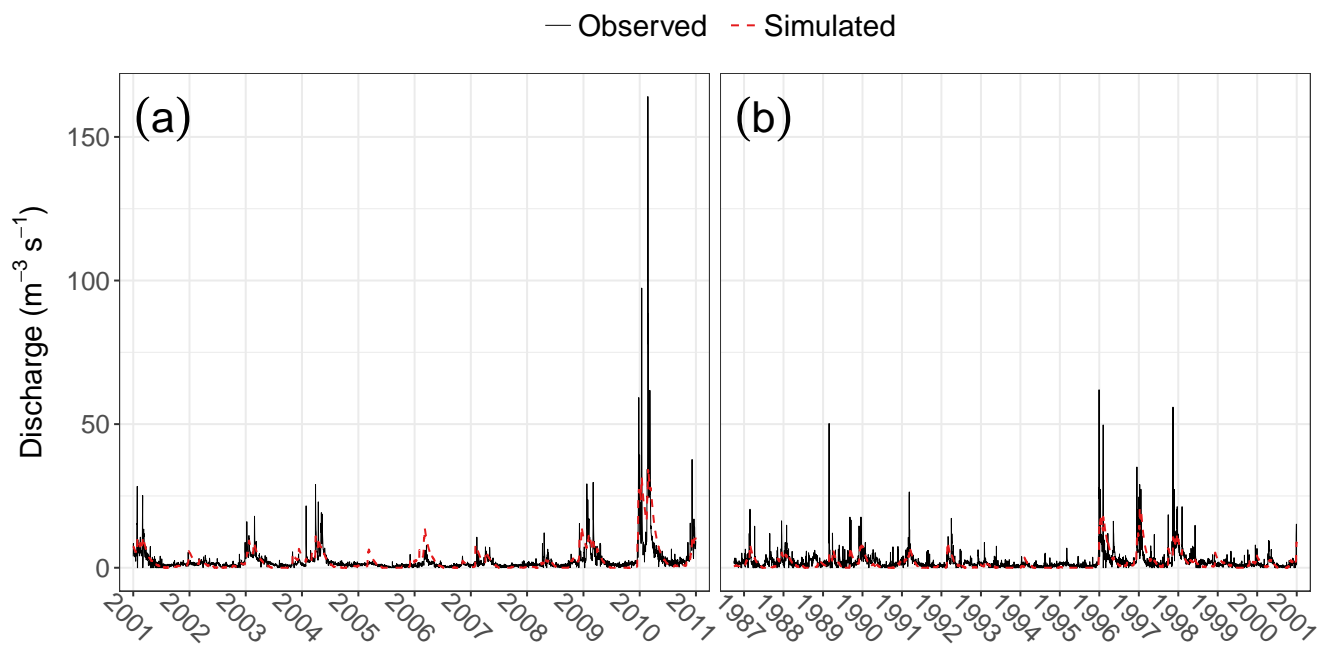 Observed Simulated
(a)
(b)
Discharge (m⁻³ s⁻¹)
150
100
50
0
2001 2002 2003 2004 2005 2006 2007 2008 2009 2010 2011
1987 1988 1989 1990 1991 1992 1993 1994 1995 1996 1997 1998 1999 2000 2001